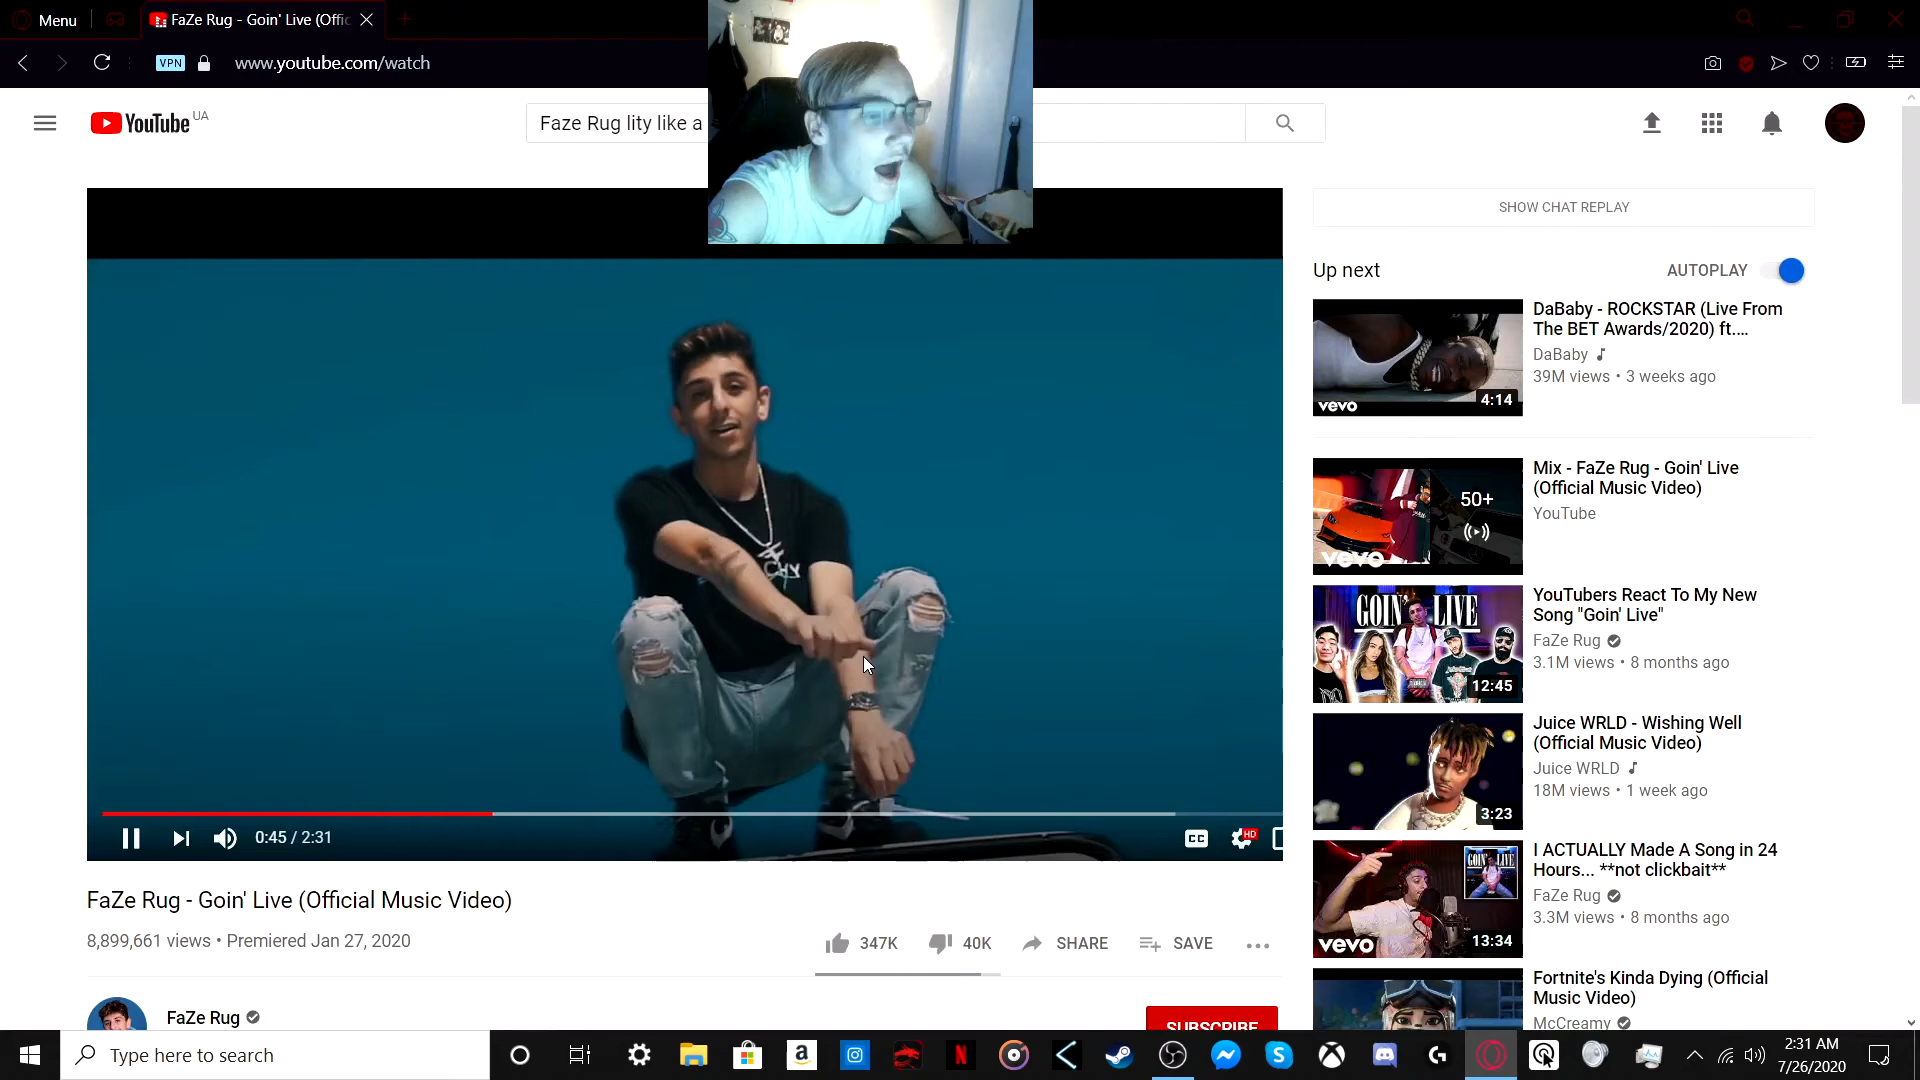 Menu
FaZe Rug - Goin' Live (Offic
VPN
www.youtube.com/watch
YouTube UA
Faze Rug lity like a
SHOW CHAT REPLAY
Up next
AUTOPLAY
DaBaby - ROCKSTAR (Live From
The BET Awards/2020) ft....
DaBaby
39M views • 3 weeks ago
vevo
4:14
Mix - FaZe Rug - Goin' Live
(Official Music Video)
YouTube
50+
vevo
YouTubers React To My New
Song "Goin' Live"
FaZe Rug
3.1M views • 8 months ago
GOIN' LIVE
12:45
Juice WRLD - Wishing Well
(Official Music Video)
Juice WRLD
18M views • 1 week ago
3:23
I ACTUALLY Made A Song in 24
Hours... **not clickbait**
FaZe Rug
3.3M views • 8 months ago
GOIN' LIVE
vevo
13:34
Fortnite's Kinda Dying (Official
Music Video)
McCreamy
0:45 / 2:31
CC
HD
FaZe Rug - Goin' Live (Official Music Video)
8,899,661 views • Premiered Jan 27, 2020
347K
40K
SHARE
SAVE
FaZe Rug
SUBSCRIBE
Type here to search
2:31 AM
7/26/2020